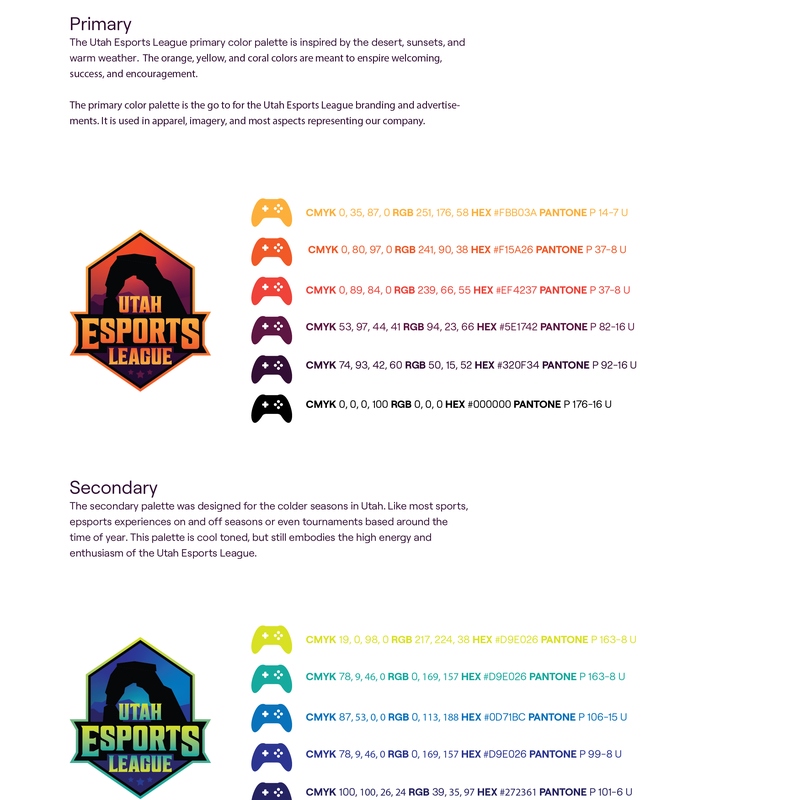 Primary
The Utah Esports League primary color palette is inspired by the desert, sunsets, and
warm weather. The orange, yellow, and coral colors are meant to enspire welcoming,
success, and encouragement.
The primary color palette is the go to for the Utah Esports League branding and advertise-
ments. It is used in apparel, imagery, and most aspects representing our company.
CMYK 0, 35, 87, 0 RGB 251, 176, 58 HEX #FBB03A PANTONE P 14-7 U
CMYK 0, 80, 97, 0 RGB 241, 90, 38 HEX #F15A26 PANTONE P 37-8 U
CMYK 0, 89, 84, 0 RGB 239, 66, 55 HEX #EF4237 PANTONE P 37-8 U
CMYK 53, 97, 44, 41 RGB 94, 23, 66 HEX #5E1742 PANTONE P 82-16 U
CMYK 74, 93, 42, 60 RGB 50, 15, 52 HEX #320F34 PANTONE P 92-16 U
CMYK 0, 0, 0, 100 RGB 0, 0, 0 HEX #000000 PANTONE P 176-16 U
UTAH
ESPORTS
LEAGUE
Secondary
The secondary palette was designed for the colder seasons in Utah. Like most sports,
epsports experiences on and off seasons or even tournaments based around the
time of year. This palette is cool toned, but still embodies the high energy and
enthusiasm of the Utah Esports League.
CMYK 19, 0, 98, 0 RGB 217, 224, 38 HEX #D9E026 PANTONE P 163-8 U
CMYK 78, 9, 46, 0 RGB 0, 169, 157 HEX #D9E026 PANTONE P 163-8 U
CMYK 87, 53, 0, 0 RGB 0, 113, 188 HEX #0D71BC PANTONE P 106-15 U
CMYK 78, 9, 46, 0 RGB 0, 169, 157 HEX #D9E026 PANTONE P 99-8 U
CMYK 100, 100, 26, 24 RGB 39, 35, 97 HEX #272361 PANTONE P 101-6 U
UTAH
ESPORTS
LEAGUE